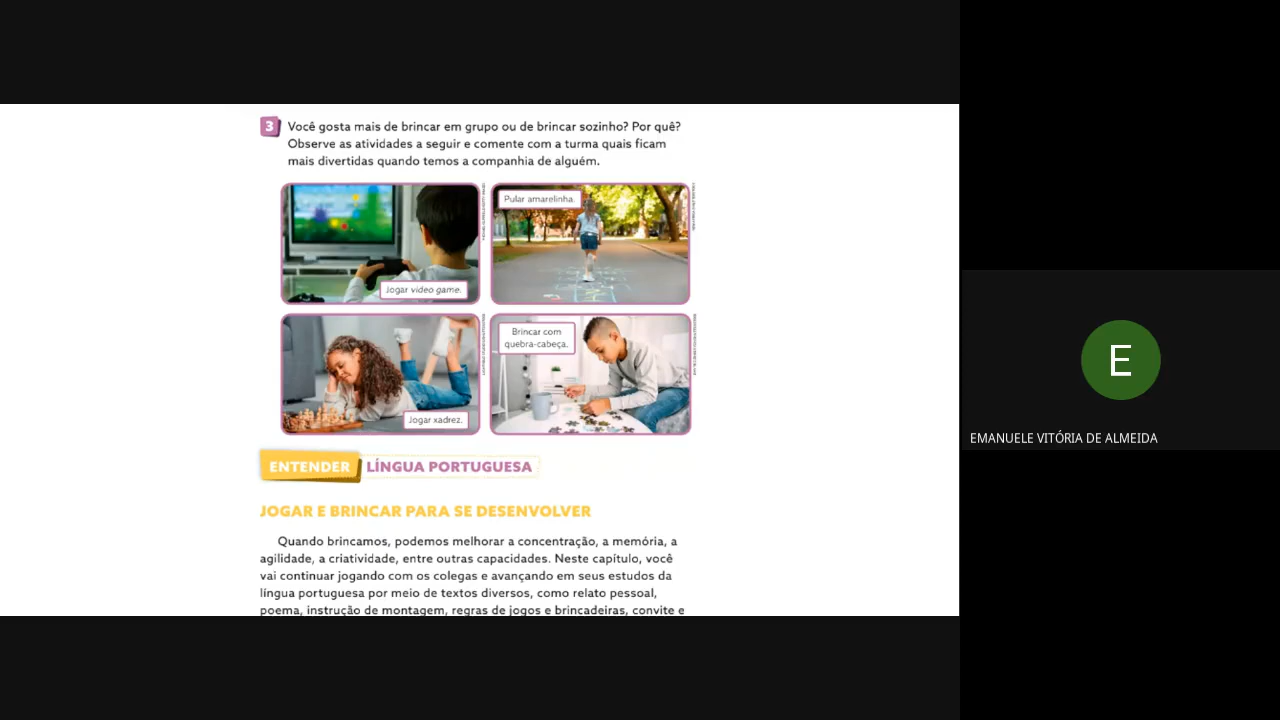 3 Você gosta mais de brincar em grupo ou de brincar sozinho? Por quê?
Observe as atividades a seguir e comente com a turma quais ficam
mais divertidas quando temos a companhia de alguém.
Jogar video game.
Pular amarelinha.
Jogar xadrez.
Brincar com
quebra-cabeça.
ENTENDER LÍNGUA PORTUGUESA
JOGAR E BRINCAR PARA SE DESENVOLVER
Quando brincamos, podemos melhorar a concentração, a memória, a
agilidade, a criatividade, entre outras capacidades. Neste capítulo, você
vai continuar jogando com os colegas e avançando em seus estudos da
língua portuguesa por meio de textos diversos, como relato pessoal,
poema, instrução de montagem, regras de jogos e brincadeiras, convite e
E
EMANUELE VITÓRIA DE ALMEIDA